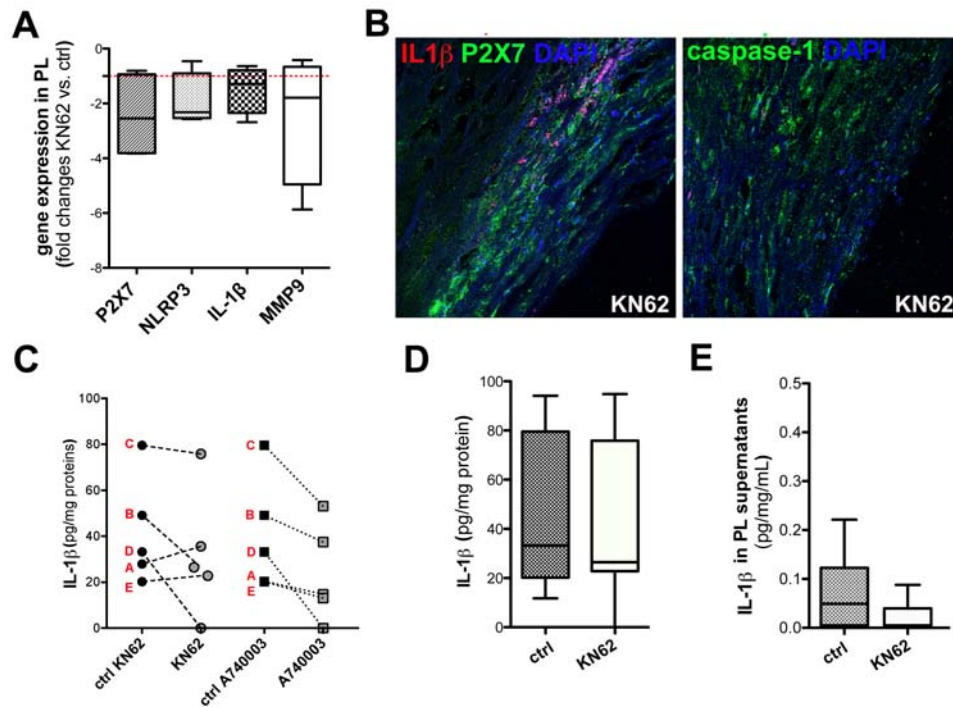 A
gene expression in PL
(fold changes KN62 vs. ctrl)
0
-2
-4
-6
-8
P2X7
NLRP3
IL-1β
MMP9
B
IL1β P2X7 DAPI
KN62
caspase-1 DAPI
KN62
C
IL-1β (pg/mg proteins)
100
80
60
40
20
0
C
B
D
A
E
C
B
D
A
E
ctrl KN62
KN62
ctrl A740003
A740003
D
IL-1β (pg/mg protein)
100
80
60
40
20
0
ctrl
KN62
E
IL-1β in PL supernatants
(pg/mg/mL)
0.5
0.4
0.3
0.2
0.1
0.0
ctrl
KN62